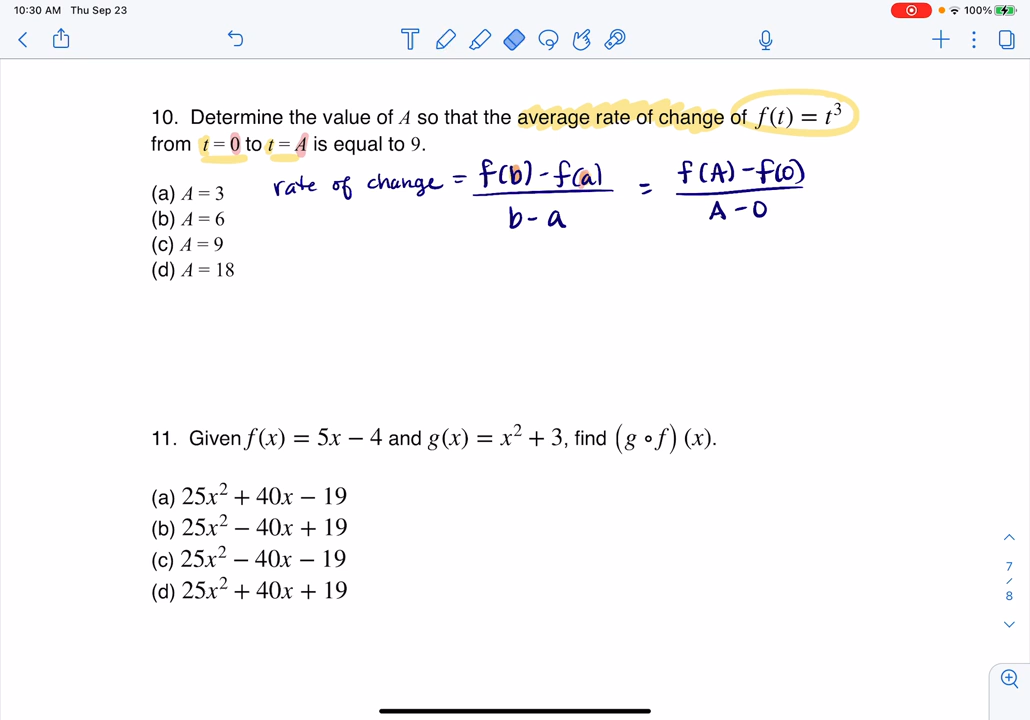 10:30 AM Thu Sep 23
100%
10. Determine the value of A so that the average rate of change of f(t) = t³
from t = 0 to t = A is equal to 9.
(a) A = 3
(b) A = 6
(c) A = 9
(d) A = 18
rate of change = f(b) - f(a) / b - a = f(A) - f(0) / A - 0
11. Given f(x) = 5x − 4 and g(x) = x² + 3, find (g ∘ f) (x).
(a) 25x² + 40x − 19
(b) 25x² − 40x + 19
(c) 25x² − 40x − 19
(d) 25x² + 40x + 19
7
/
8